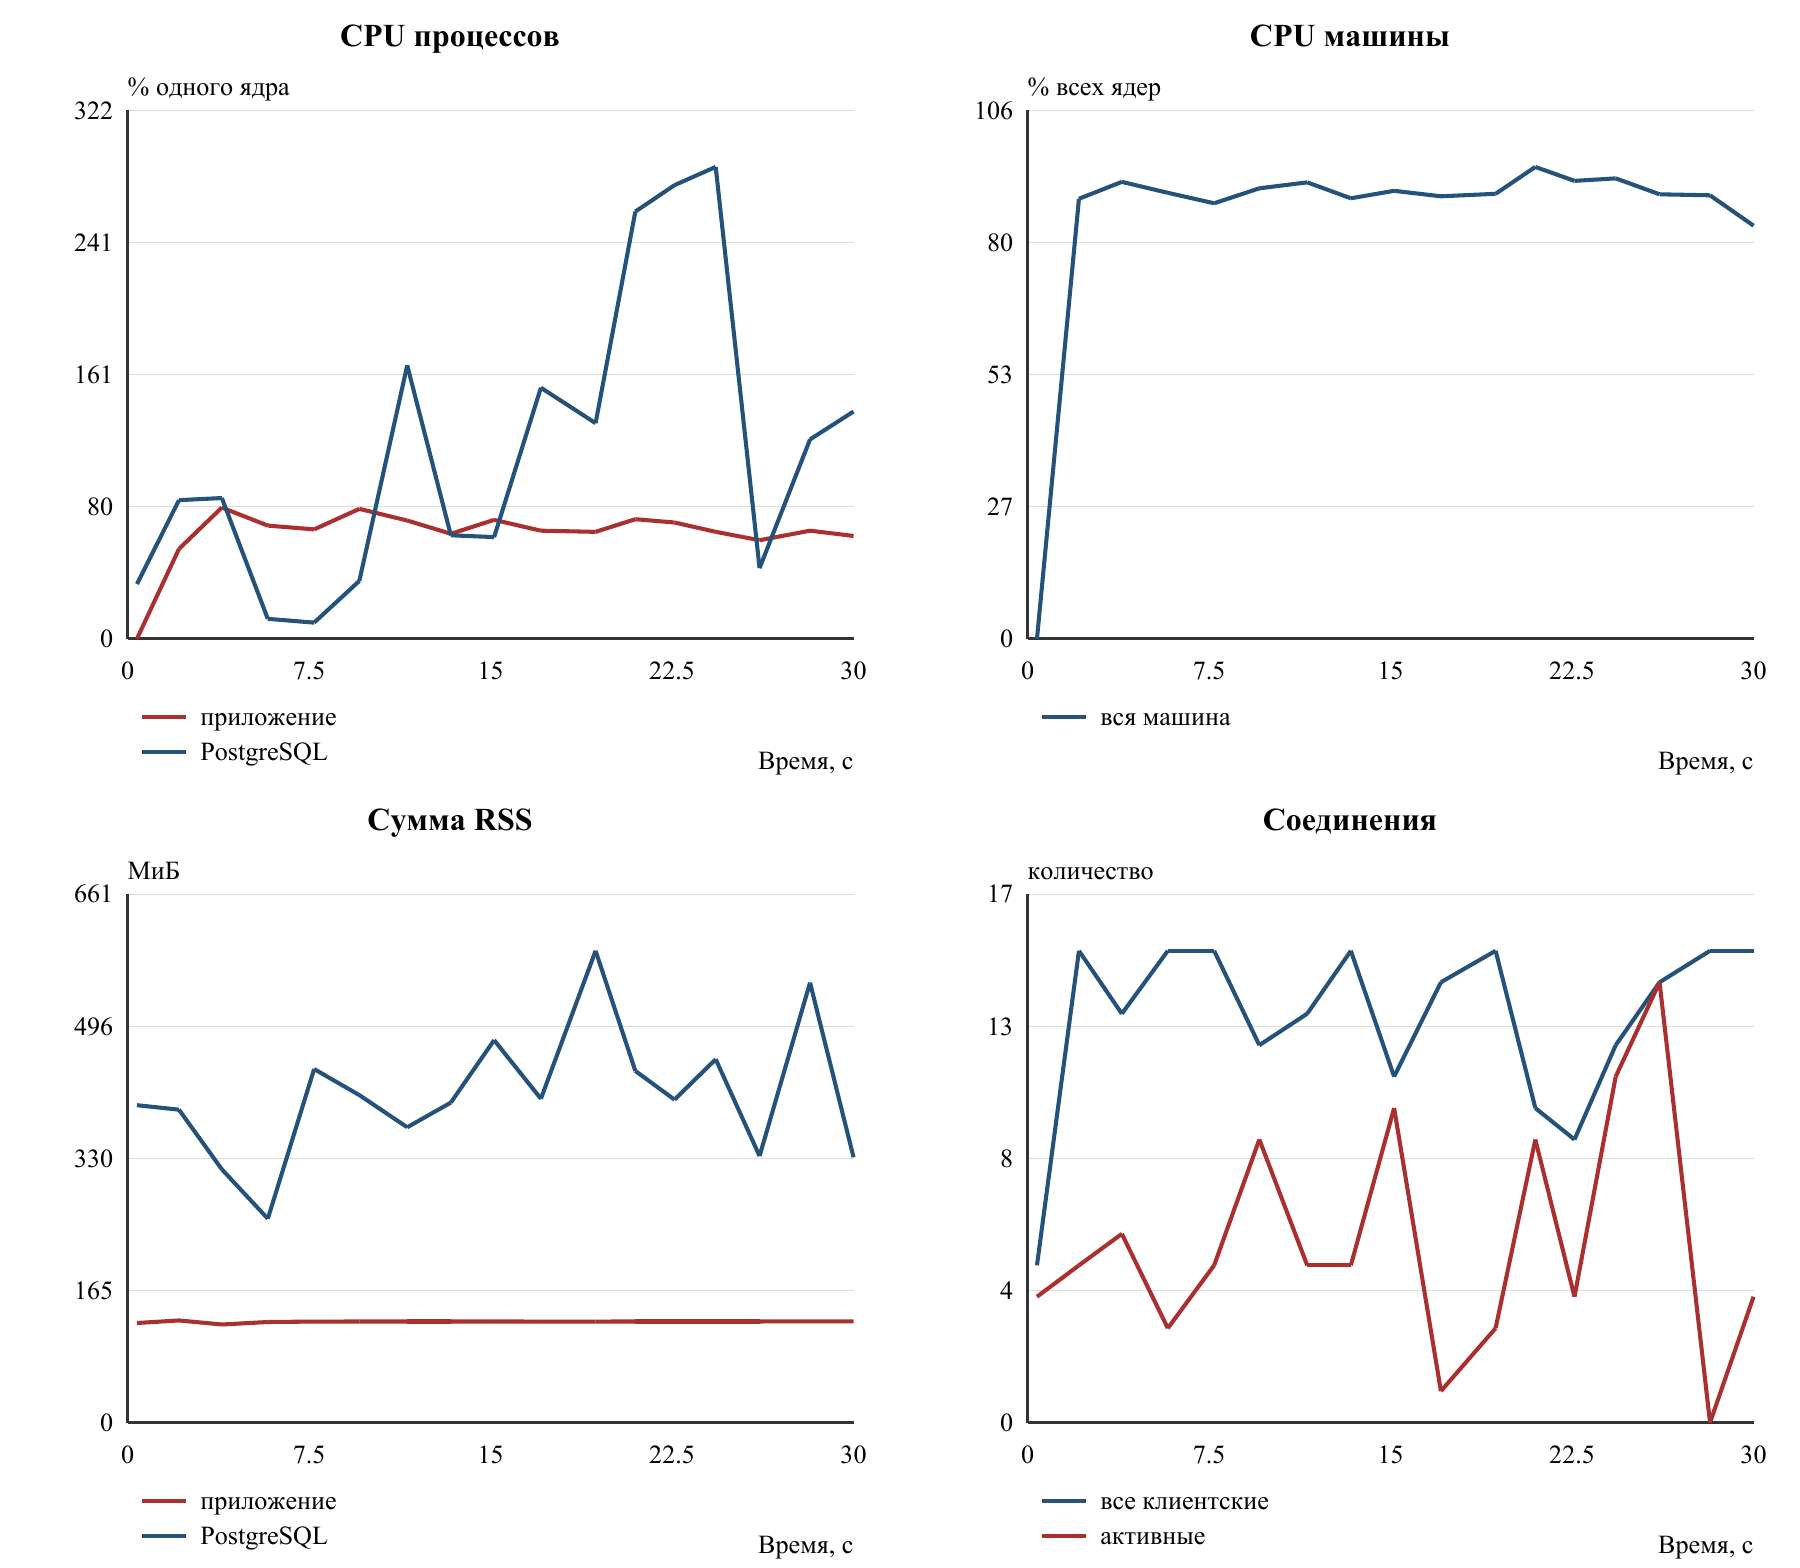 CPU процессов
% одного ядра
322
241
161
80
0
0 7.5 15 22.5 30
приложение
PostgreSQL
Время, с
CPU машины
% всех ядер
106
80
53
27
0
0 7.5 15 22.5 30
вся машина
Время, с
Сумма RSS
МиБ
661
496
330
165
0
0 7.5 15 22.5 30
приложение
PostgreSQL
Время, с
Соединения
количество
17
13
8
4
0
0 7.5 15 22.5 30
все клиентские
активные
Время, с